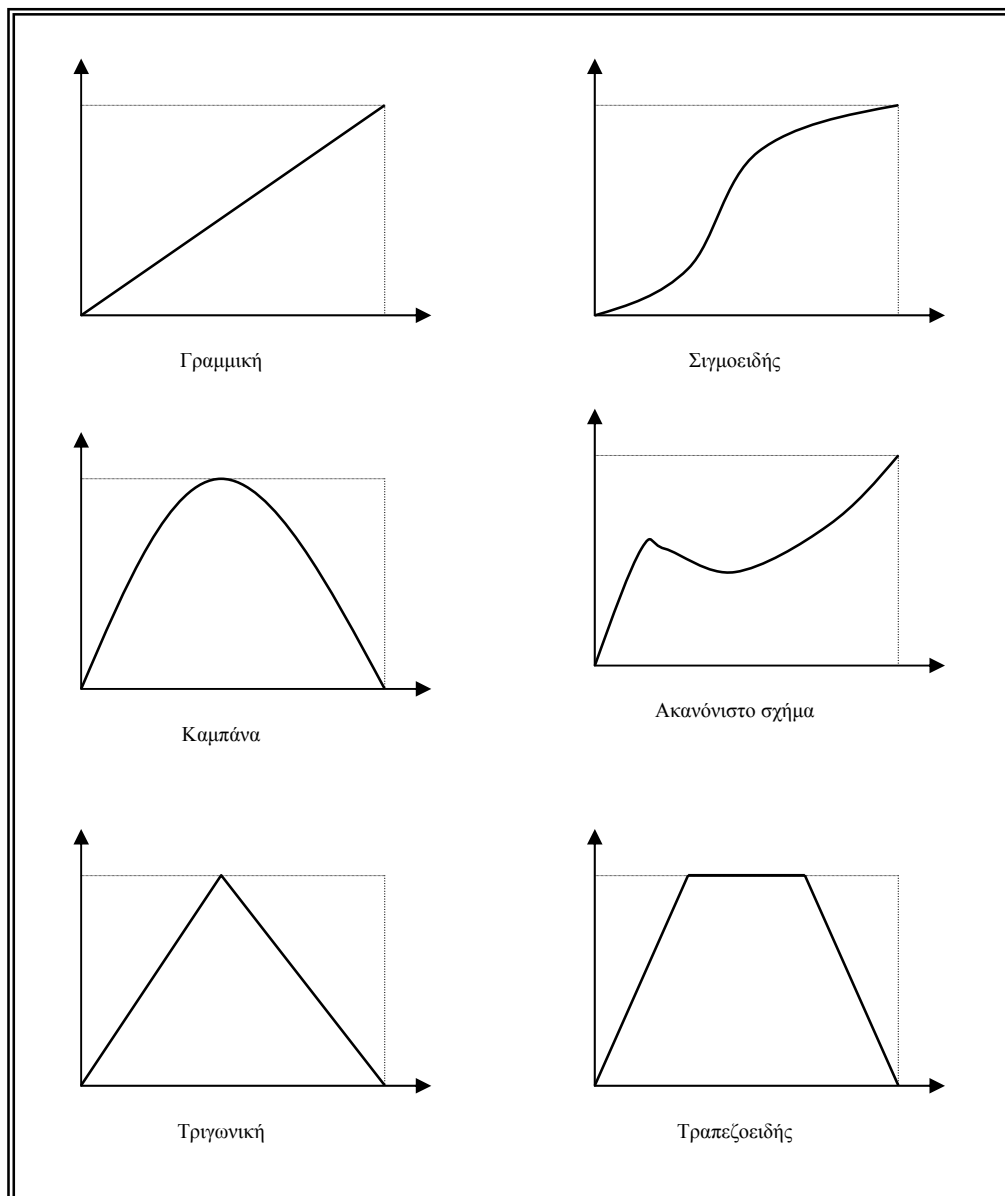 Γραμμική
Σιγμοειδής
Καμπάνα
Ακανόνιστο σχήμα
Τριγωνική
Τραπεζοειδής